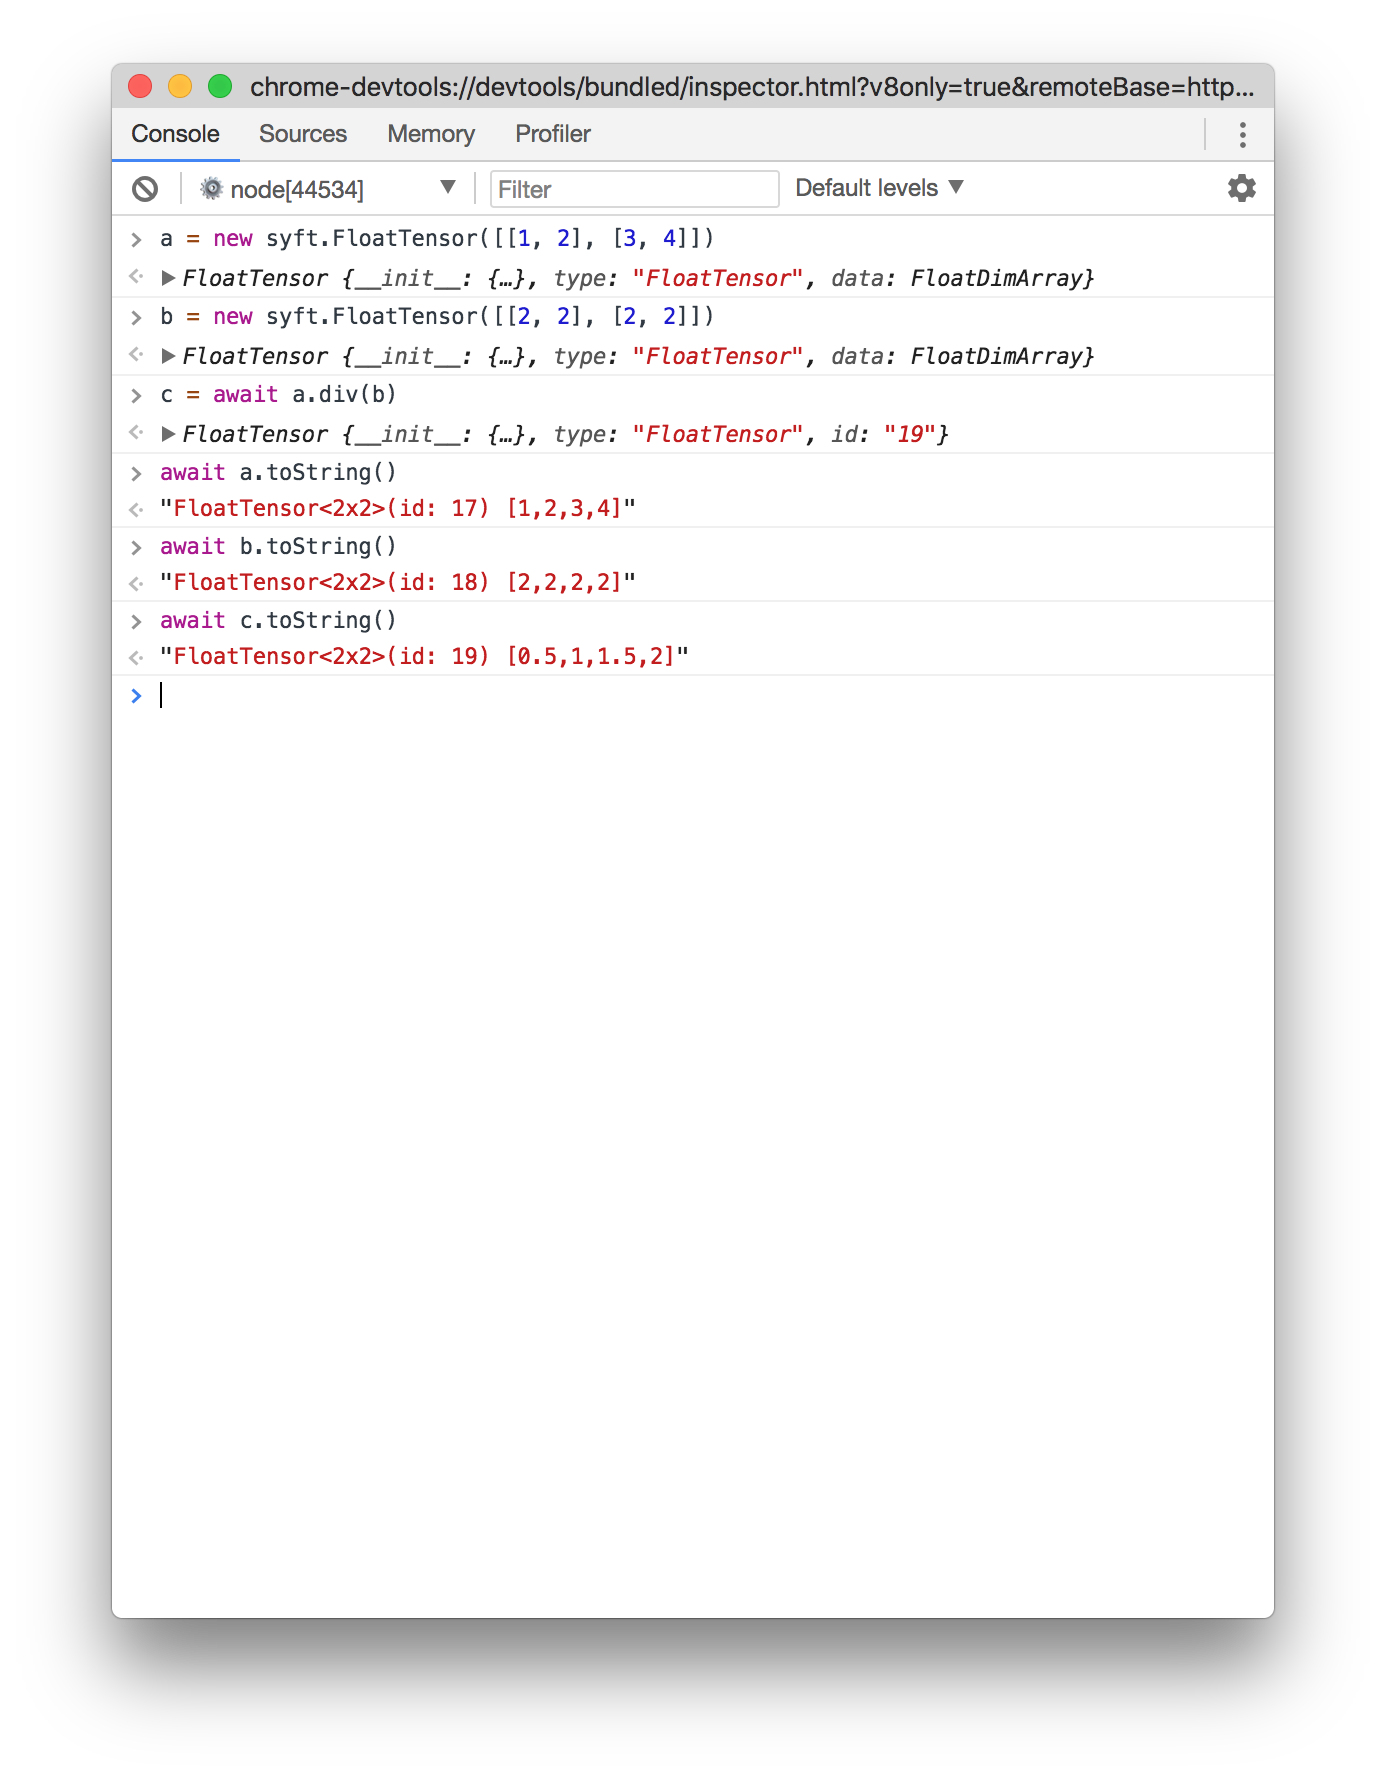 chrome-devtools://devtools/bundled/inspector.html?v8only=true&remoteBase=http...
Console Sources Memory Profiler
node[44534] Filter Default levels
a = new syft.FloatTensor([[1, 2], [3, 4]])
FloatTensor {__init__: {…}, type: "FloatTensor", data: FloatDimArray}
b = new syft.FloatTensor([[2, 2], [2, 2]])
FloatTensor {__init__: {…}, type: "FloatTensor", data: FloatDimArray}
c = await a.div(b)
FloatTensor {__init__: {…}, type: "FloatTensor", id: "19"}
await a.toString()
"FloatTensor<2x2>(id: 17) [1,2,3,4]"
await b.toString()
"FloatTensor<2x2>(id: 18) [2,2,2,2]"
await c.toString()
"FloatTensor<2x2>(id: 19) [0.5,1,1.5,2]"